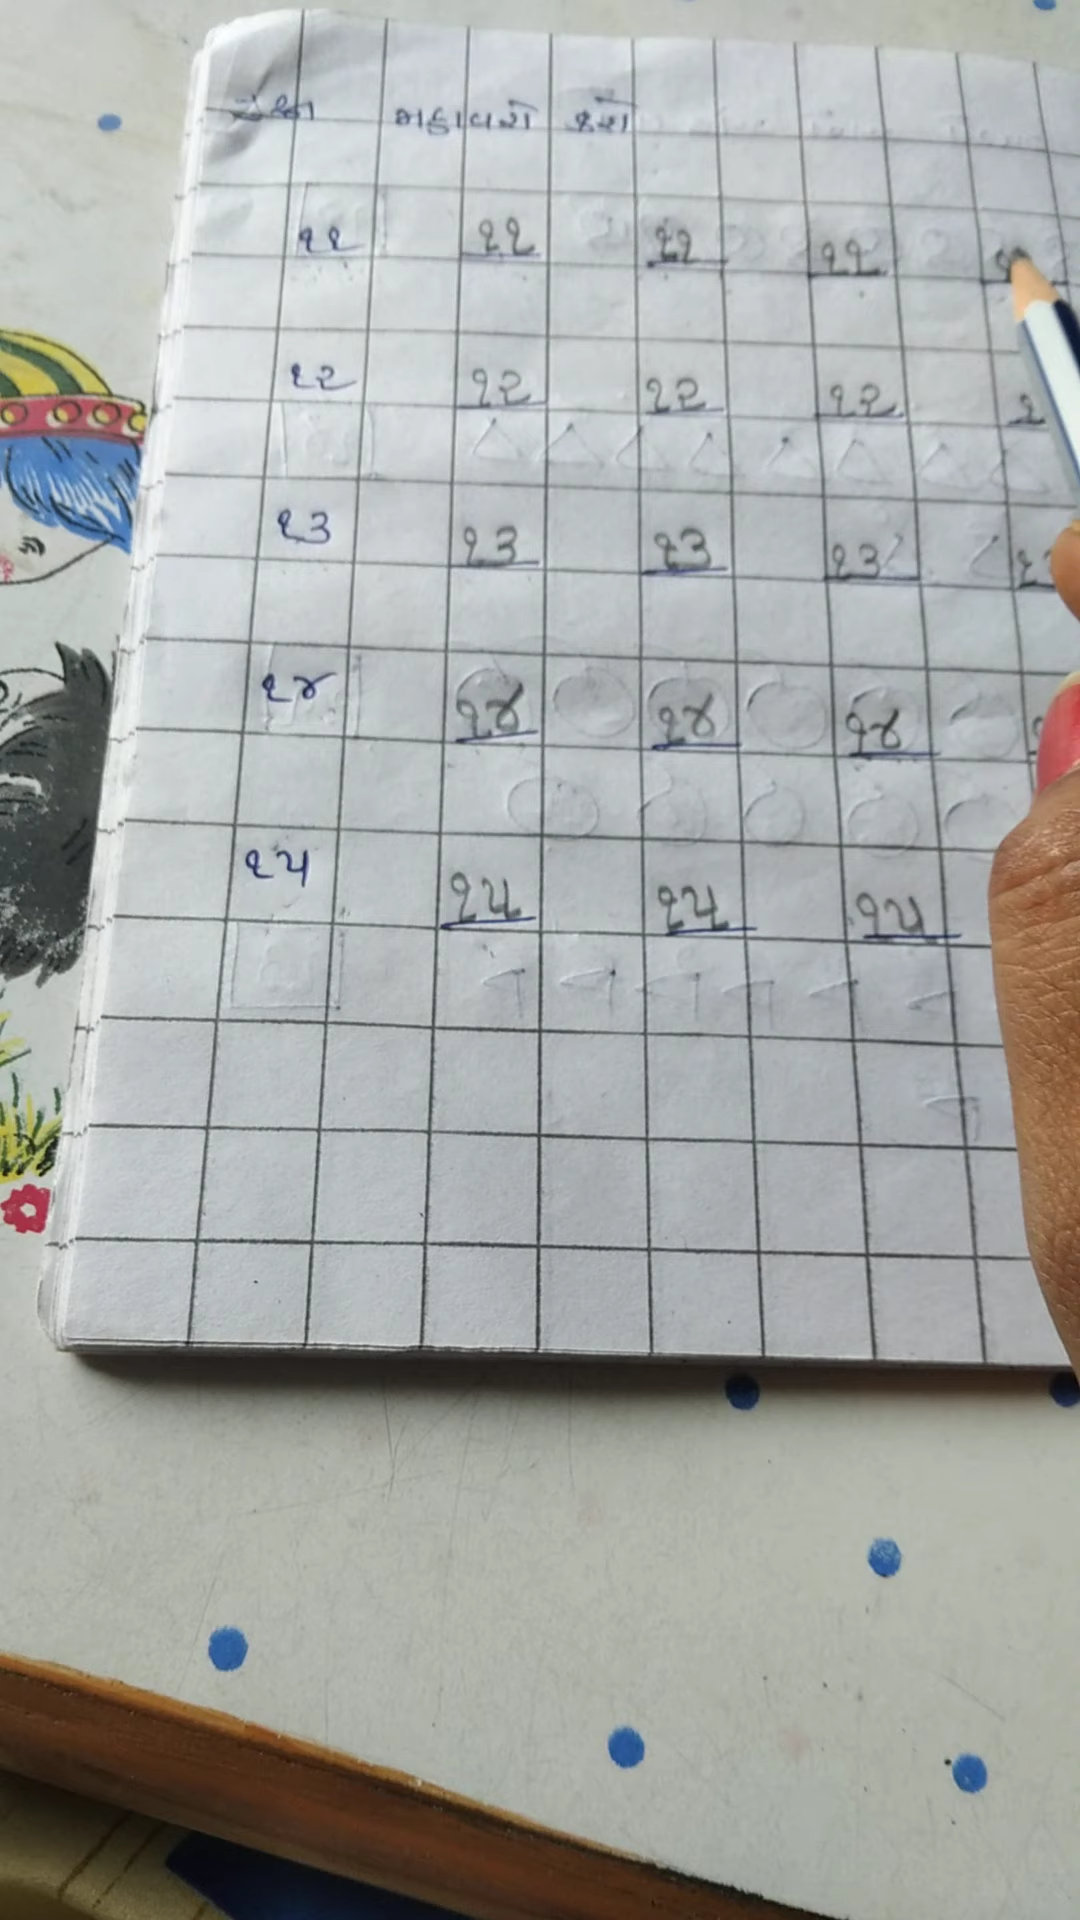 મહાવરો કરો
૧૧ ૧૧ ૧૧ ૧૧
૧૨ ૧૨ ૧૨ ૧૨ ૧
૧૩ ૧૩ ૧૩ ૧૩
૧૪ ૧૪ ૧૪ ૧૪
૧૫ ૧૫ ૧૫ ૧૫